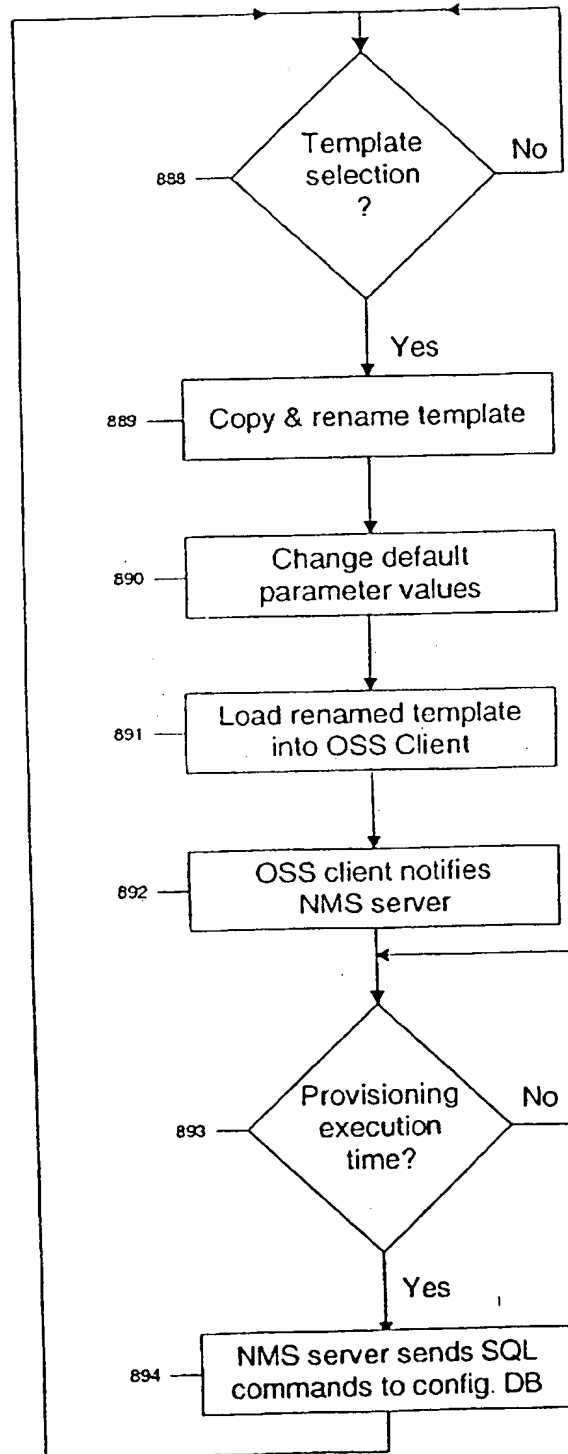 Template
selection
?
No
888
Yes
889
Copy & rename template
890
Change default
parameter values
891
Load renamed template
into OSS Client
892
OSS client notifies
NMS server
893
Provisioning
execution
time?
No
Yes
894
NMS server sends SQL
commands to config. DB